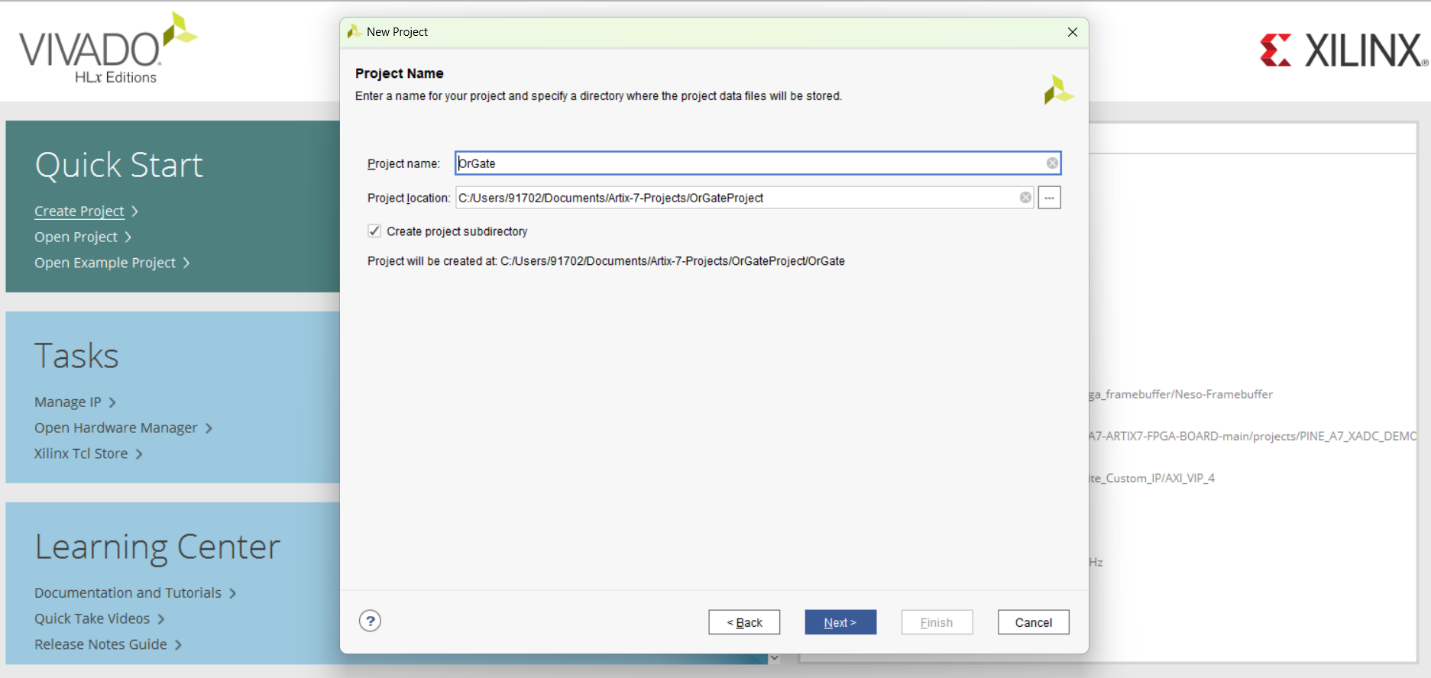 VIVADO.
HLx Editions
XILINX®
Quick Start
Create Project >
Open Project >
Open Example Project >
Tasks
Manage IP >
Open Hardware Manager >
Xilinx Tcl Store >
Learning Center
Documentation and Tutorials >
Quick Take Videos >
Release Notes Guide >
New Project
Project Name
Enter a name for your project and specify a directory where the project data files will be stored.
Project name: OrGate
Project location: C:/Users/91702/Documents/Artix-7-Projects/OrGateProject ...
Create project subdirectory
Project will be created at: C:/Users/91702/Documents/Artix-7-Projects/OrGateProject/OrGate
? < Back Next > Finish Cancel
ga_framebuffer/Neso-Framebuffer
A7-ARTIX7-FPGA-BOARD-main/projects/PINE_A7_XADC_DEMO
ite_Custom_IP/AXI_VIP_4
Hz